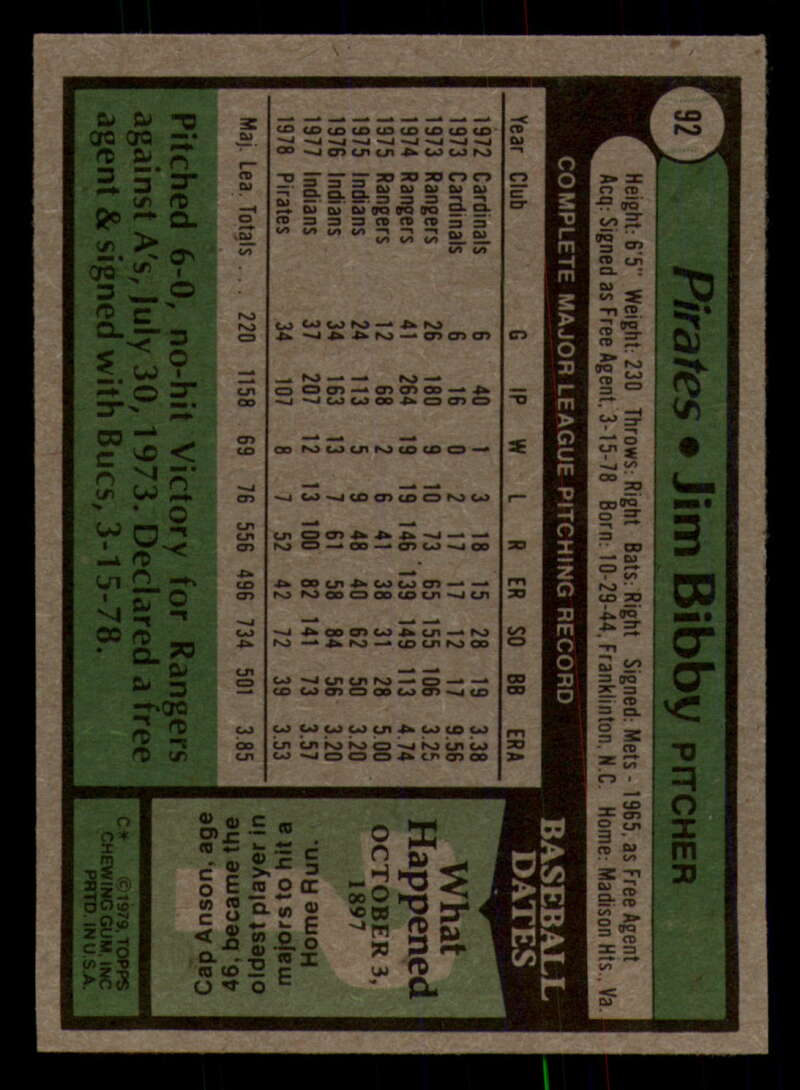 92
Pirates • Jim Bibby PITCHER
Height: 6'5" Weight: 230 Throws: Right Bats: Right Signed: Mets - 1965, as Free Agent
Acq: Signed as Free Agent, 3-15-78 Born: 10-29-44, Franklinton, N.C. Home: Madison Hts., Va.
COMPLETE MAJOR LEAGUE PITCHING RECORD
Year Club G IP W L R ER SO BB ERA
1972 Cardinals 6 40 1 3 18 15 28 19 3.38
1973 Cardinals 6 16 0 2 17 17 12 17 9.56
1973 Rangers 26 180 9 10 73 65 155 106 3.25
1974 Rangers 41 264 19 19 146 139 149 113 4.74
1975 Rangers 12 68 2 6 41 38 31 28 5.00
1975 Indians 24 113 5 9 48 40 62 50 3.20
1976 Indians 34 163 13 7 61 58 84 56 3.20
1977 Indians 37 207 12 13 100 82 141 73 3.57
1978 Pirates 34 107 8 7 52 42 72 39 3.53
Maj. Lea. Totals .... 220 1158 69 76 556 496 734 501 3.85
Pitched 6-0, no-hit Victory for Rangers
against A's, July 30, 1973. Declared a free
agent & signed with Bucs, 3-15-78.
BASEBALL
DATES
What
Happened
OCTOBER 3,
1897
Cap Anson, age
46, became the
oldest player in
majors to hit a
Home Run.
C* ©1979, TOPPS
CHEWING GUM, INC
PRTD. IN U.S.A.